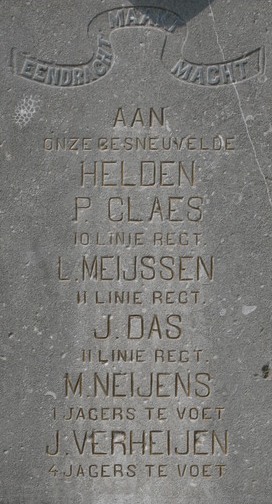 EENDRACHT MAAKT MACHT
AAN
ONZE GESNEUVELDE
HELDEN
P. CLAES
10 LINIE REGT
L. MEIJSSEN
11 LINIE REGT.
J. DAS
11 LINIE REGT.
M. NEIJENS
1 JAGERS TE VOET
J. VERHEIJEN
4 JAGERS TE VOET